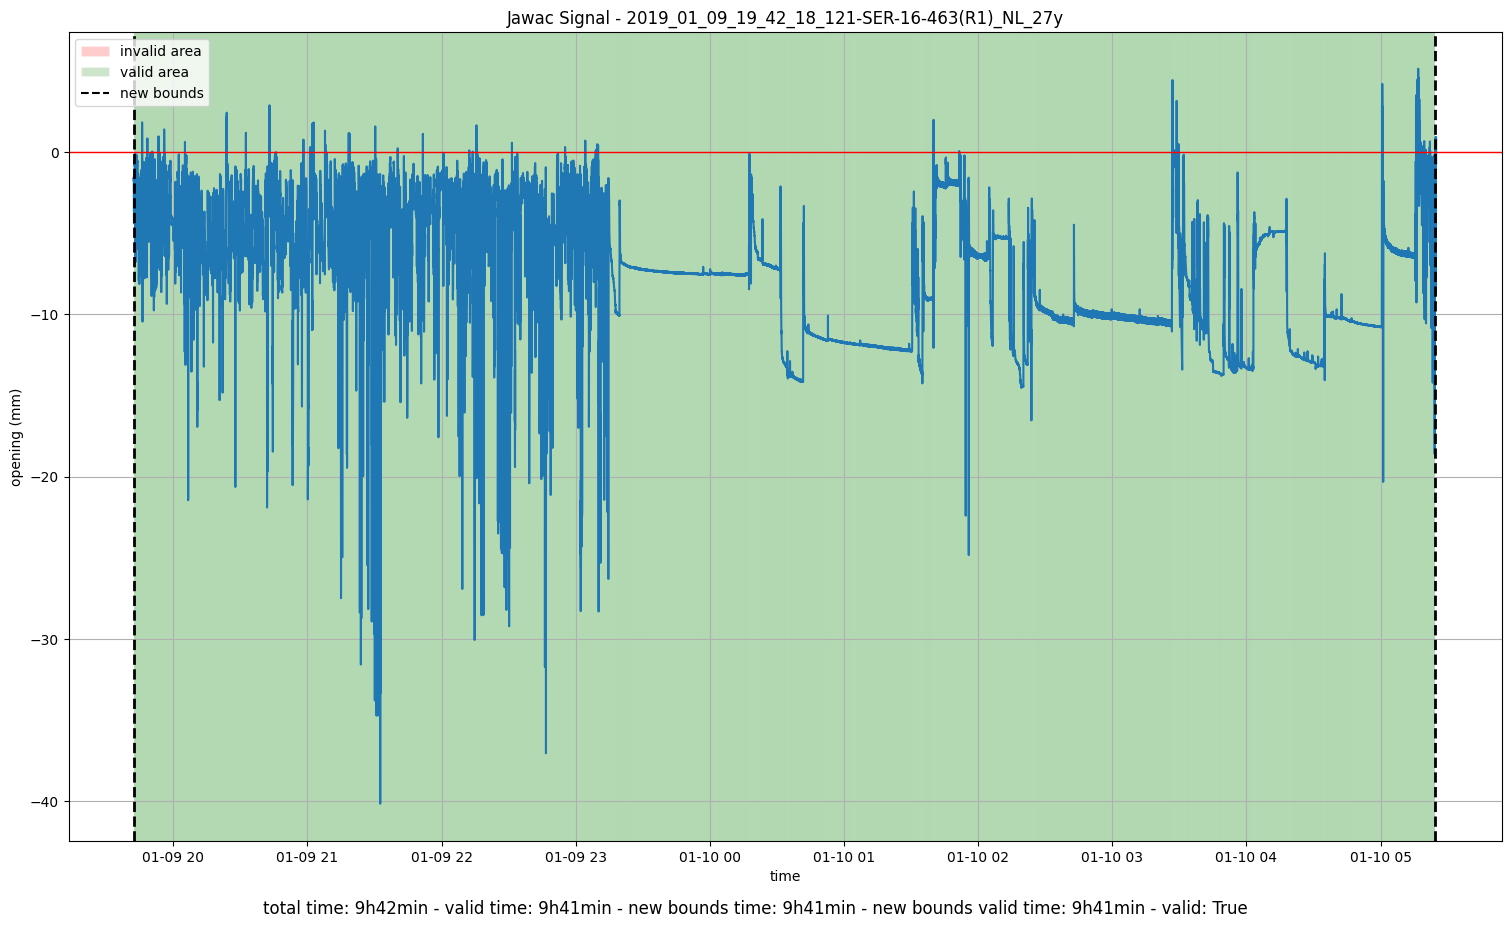 Jawac Signal - 2019_01_09_19_42_18_121-SER-16-463(R1)_NL_27y
invalid area
valid area
new bounds
0
−10
−20
−30
−40
opening (mm)
01-09 20
01-09 21
01-09 22
01-09 23
01-10 00
01-10 01
01-10 02
01-10 03
01-10 04
01-10 05
time
total time: 9h42min - valid time: 9h41min - new bounds time: 9h41min - new bounds valid time: 9h41min - valid: True